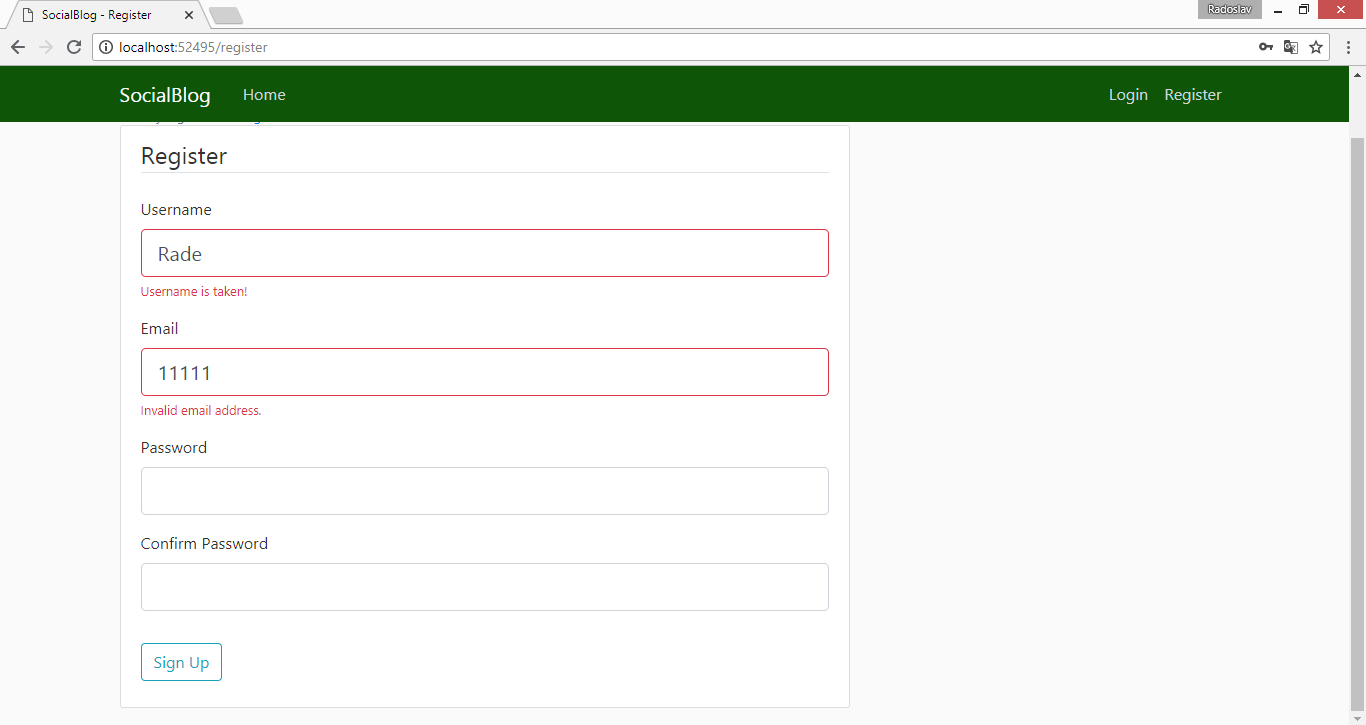 SocialBlog - Register
Radoslav
localhost:52495/register
SocialBlog Home Login Register
Register
Username
Rade
Username is taken!
Email
11111
Invalid email address.
Password
Confirm Password
Sign Up